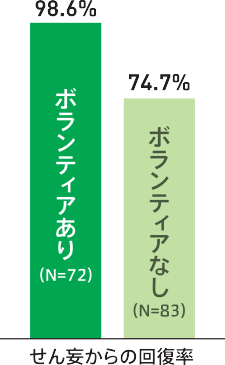 98.6%
74.7%
ボランティアあり
(N=72)
ボランティアなし
(N=83)
せん妄からの回復率